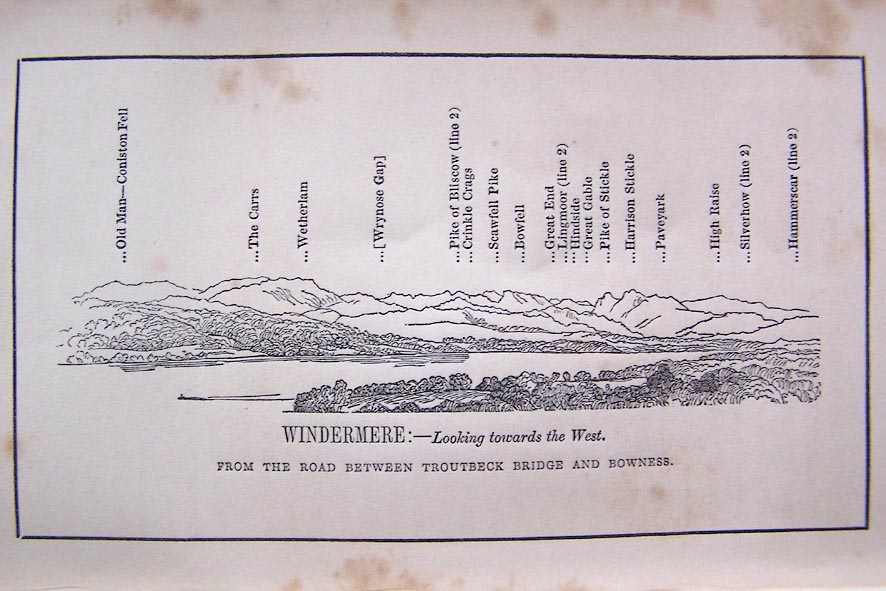 ...Old Man—Coniston Fell
...The Carrs
...Wetherlam
...[Wrynose Gap]
...Pike of Bliscow (line 2)
...Crinkle Crags
...Scawfell Pike
...Bowfell
...Great End
...Lingmoor (line 2)
...Hindside
...Great Gable
...Pike of Stickle
...Harrison Stickle
...Paveyark
...High Raise
...Silverhow (line 2)
...Hammerscar (line 2)
WINDERMERE:—Looking towards the West.
FROM THE ROAD BETWEEN TROUTBECK BRIDGE AND BOWNESS.